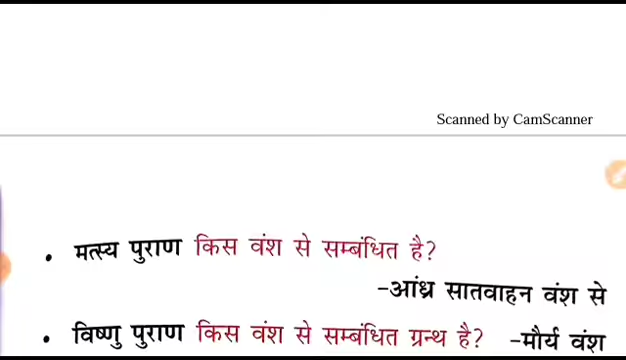 Scanned by CamScanner
• मत्स्य पुराण किस वंश से सम्बंधित है?
-आंध्र सातवाहन वंश से
• विष्णु पुराण किस वंश से सम्बंधित ग्रन्थ है? -मौर्य वंश